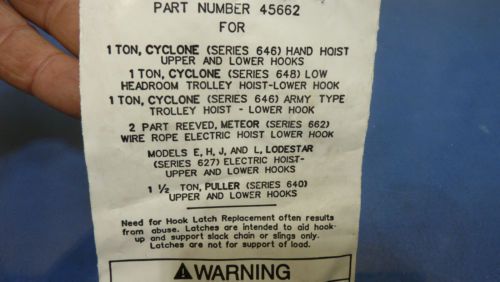 PART NUMBER 45662
FOR
1 TON, CYCLONE (SERIES 646) HAND HOIST
UPPER AND LOWER HOOKS
1 TON, CYCLONE (SERIES 648) LOW
HEADROOM TROLLEY HOIST-LOWER HOOK
1 TON, CYCLONE (SERIES 646) ARMY TYPE
TROLLEY HOIST - LOWER HOOK
2 PART REEVED, METEOR (SERIES 662)
WIRE ROPE ELECTRIC HOIST LOWER HOOK
MODELS E, H, J, AND L, LODESTAR
(SERIES 627) ELECTRIC HOIST-
UPPER AND LOWER HOOKS
1 ½ TON, PULLER (SERIES 640)
UPPER AND LOWER HOOKS
Need for Hook Latch Replacement often results
from abuse. Latches are intended to aid hook-
up and support slack chain or slings only.
Latches are not for support of load.
⚠WARNING